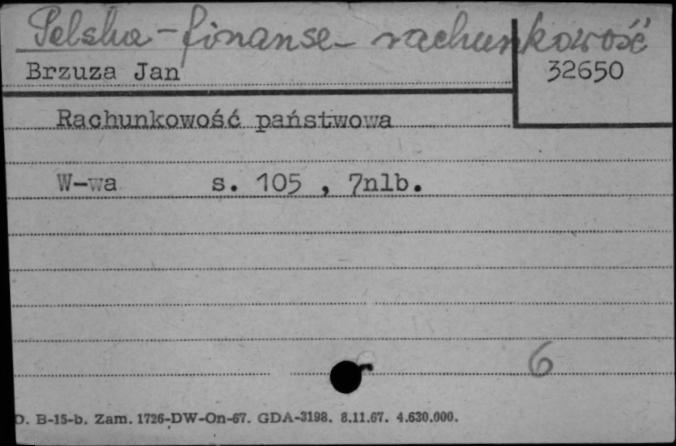 Polska - finanse - rachunkowość
Brzuza Jan
32650
Rachunkowość państwowa
W-wa s. 105 , 7nlb.
6
D. B-15-b. Zam. 1726-DW-On-67. GDA-3198. 8.11.67. 4.630.000.